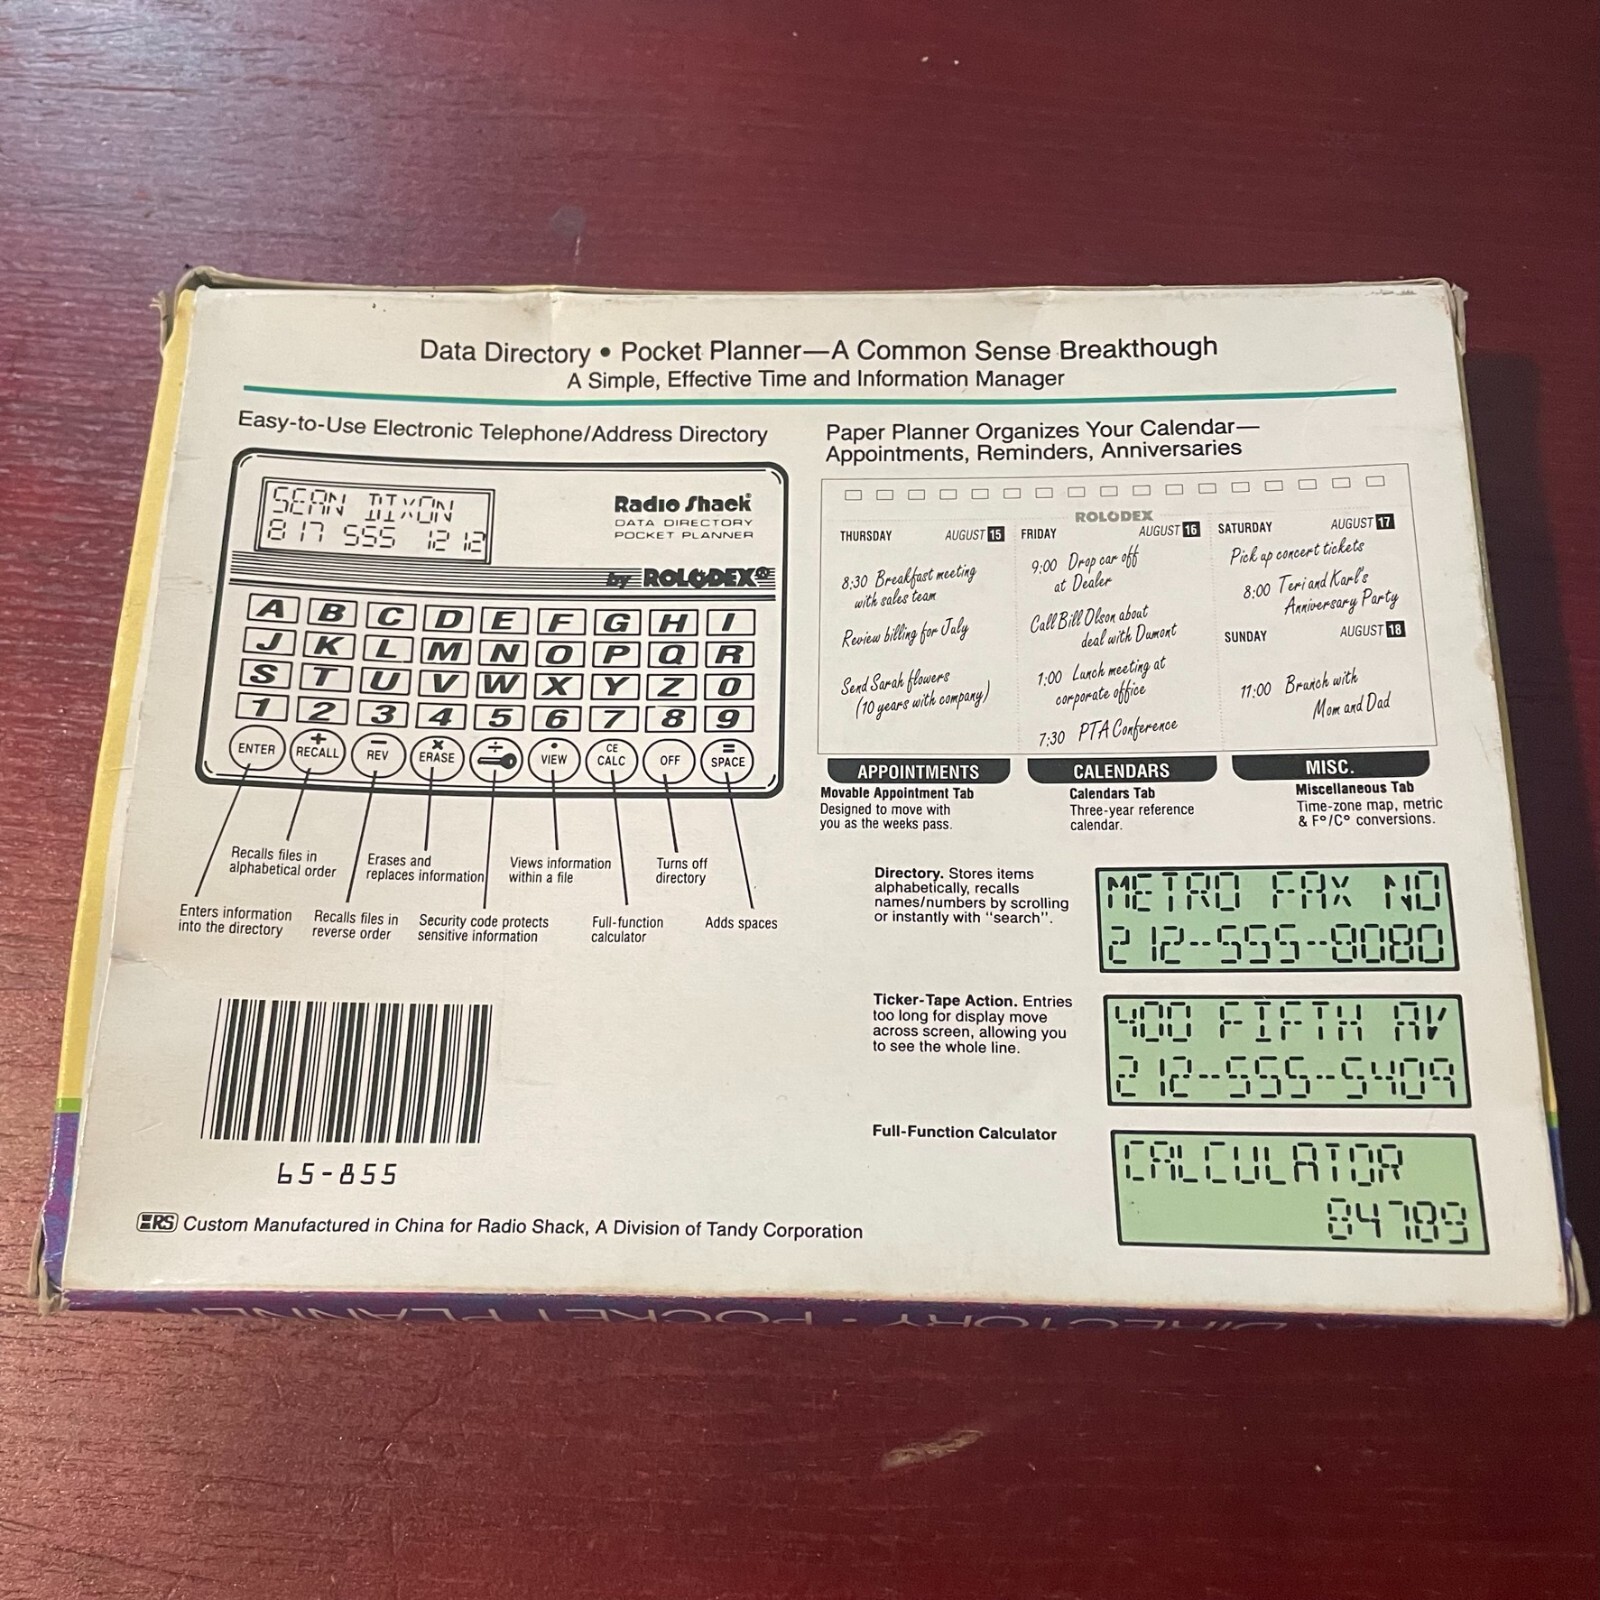 Data Directory • Pocket Planner—A Common Sense Breakthough
A Simple, Effective Time and Information Manager
Easy-to-Use Electronic Telephone/Address Directory
SEAN DIXON
817 555 1212
Radio Shack
DATA DIRECTORY
POCKET PLANNER
by ROLODEX®
A B C D E F G H I
J K L M N O P Q R
S T U V W X Y Z 0
1 2 3 4 5 6 7 8 9
ENTER
+ RECALL
− REV
× ERASE
÷
• VIEW
CE CALC
OFF
= SPACE
Recalls files in
alphabetical order
Erases and
replaces information
Views information
within a file
Turns off
directory
Enters information
into the directory
Recalls files in
reverse order
Security code protects
sensitive information
Full-function
calculator
Adds spaces
65-855
RS Custom Manufactured in China for Radio Shack, A Division of Tandy Corporation
Paper Planner Organizes Your Calendar—
Appointments, Reminders, Anniversaries
ROLODEX
THURSDAY AUGUST 15
8:30 Breakfast meeting
with sales team
Review billing for July
Send Sarah flowers
(10 years with company)
FRIDAY AUGUST 16
9:00 Drop car off
at Dealer
Call Bill Olson about
deal with Dumont
1:00 Lunch meeting at
corporate office
7:30 PTA Conference
SATURDAY AUGUST 17
Pick up concert tickets
8:00 Teri and Karl's
Anniversary Party
SUNDAY AUGUST 18
11:00 Brunch with
Mom and Dad
APPOINTMENTS
Movable Appointment Tab
Designed to move with
you as the weeks pass.
CALENDARS
Calendars Tab
Three-year reference
calendar.
MISC.
Miscellaneous Tab
Time-zone map, metric
& F°/C° conversions.
Directory. Stores items
alphabetically, recalls
names/numbers by scrolling
or instantly with "search".
METRO FAX NO
212--555--8080
Ticker-Tape Action. Entries
too long for display move
across screen, allowing you
to see the whole line.
400 FIFTH AV
212--555--5409
Full-Function Calculator
CALCULATOR
84789
DIRECTORY • POCKET PLANNER